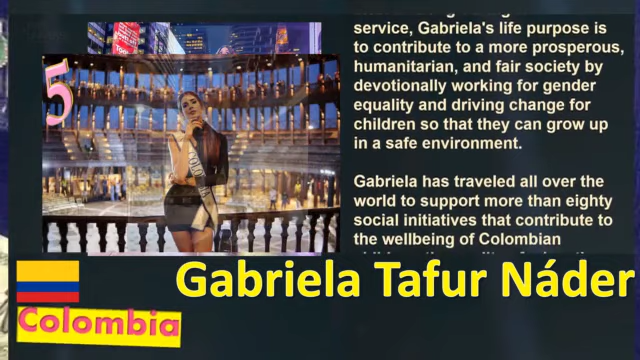 service, Gabriela's life purpose is
to contribute to a more prosperous,
humanitarian, and fair society by
devotionally working for gender
equality and driving change for
children so that they can grow up
in a safe environment.
Gabriela has traveled all over the
world to support more than eighty
social initiatives that contribute to
the wellbeing of Colombian
5
Gabriela Tafur Náder
Colombia